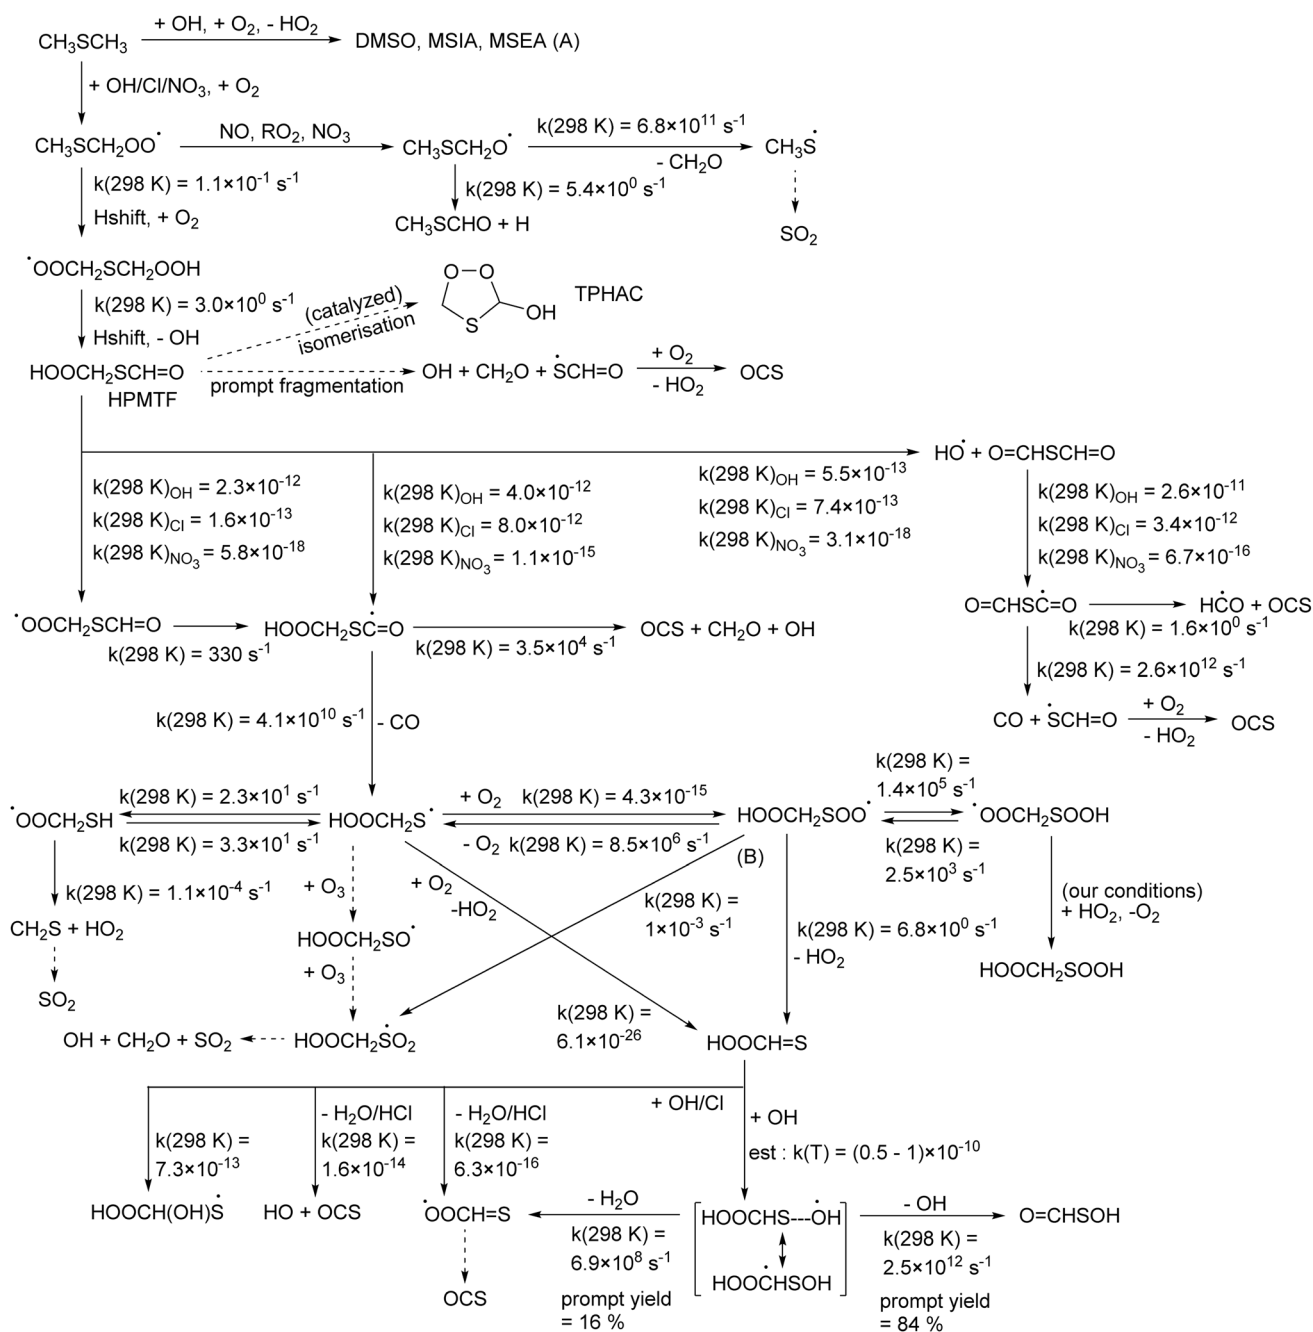 + OH, + O2, - HO2
CH3SCH3
DMSO, MSIA, MSEA (A)
+ OH/Cl/NO3, + O2
CH3SCH2OO•
NO, RO2, NO3
CH3SCH2O•
k(298 K) = 6.8×10^11 s^-1
- CH2O
CH3S•
k(298 K) = 1.1×10^-1 s^-1
Hshift, + O2
k(298 K) = 5.4×10^0 s^-1
CH3SCHO + H
SO2
•OOCH2SCH2OOH
k(298 K) = 3.0×10^0 s^-1
Hshift, - OH
(catalyzed)
isomerisation
O–O
OH
S
TPHAC
HOOCH2SCH=O
HPMTF
prompt fragmentation
OH + CH2O + •SCH=O
+ O2
- HO2
OCS
HO• + O=CHSCH=O
k(298 K)OH = 2.3×10^-12
k(298 K)Cl = 1.6×10^-13
k(298 K)NO3 = 5.8×10^-18
k(298 K)OH = 4.0×10^-12
k(298 K)Cl = 8.0×10^-12
k(298 K)NO3 = 1.1×10^-15
k(298 K)OH = 5.5×10^-13
k(298 K)Cl = 7.4×10^-13
k(298 K)NO3 = 3.1×10^-18
k(298 K)OH = 2.6×10^-11
k(298 K)Cl = 3.4×10^-12
k(298 K)NO3 = 6.7×10^-16
•OOCH2SCH=O
k(298 K) = 330 s^-1
HOOCH2SC•=O
k(298 K) = 3.5×10^4 s^-1
OCS + CH2O + OH
O=CHSC•=O
k(298 K) = 1.6×10^0 s^-1
HC•O + OCS
k(298 K) = 2.6×10^12 s^-1
CO + •SCH=O
+ O2
- HO2
OCS
k(298 K) = 4.1×10^10 s^-1
- CO
•OOCH2SH
k(298 K) = 2.3×10^1 s^-1
k(298 K) = 3.3×10^1 s^-1
HOOCH2S•
+ O2 k(298 K) = 4.3×10^-15
- O2 k(298 K) = 8.5×10^6 s^-1
HOOCH2SOO•
(B)
k(298 K) =
1.4×10^5 s^-1
k(298 K) =
2.5×10^3 s^-1
•OOCH2SOOH
k(298 K) = 1.1×10^-4 s^-1
CH2S + HO2
SO2
+ O3
HOOCH2SO•
+ O3
+ O2
-HO2
k(298 K) =
1×10^-3 s^-1
k(298 K) = 6.8×10^0 s^-1
- HO2
(our conditions)
+ HO2, -O2
HOOCH2SOOH
OH + CH2O + SO2
HOOCH2S•O2
k(298 K) =
6.1×10^-26
HOOCH=S
+ OH/Cl
+ OH
est : k(T) = (0.5 - 1)×10^-10
k(298 K) =
7.3×10^-13
- H2O/HCl
k(298 K) =
1.6×10^-14
- H2O/HCl
k(298 K) =
6.3×10^-16
HOOCH(OH)S•
HO + OCS
•OOCH=S
OCS
- H2O
k(298 K) =
6.9×10^8 s^-1
prompt yield
= 16 %
HOOCHS---•OH
HOOC•HSOH
- OH
k(298 K) =
2.5×10^12 s^-1
prompt yield
= 84 %
O=CHSOH